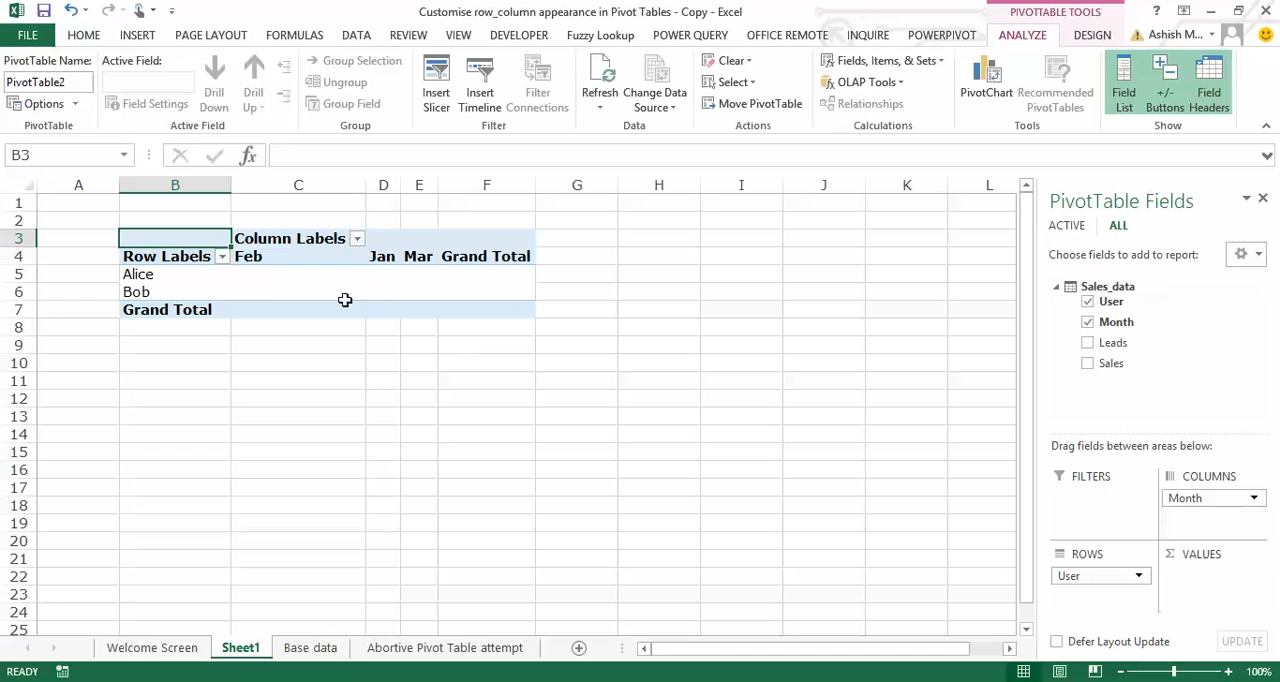 Customise row_column appearance in Pivot Tables - Copy - Excel
PIVOTTABLE TOOLS
?
FILE HOME INSERT PAGE LAYOUT FORMULAS DATA REVIEW VIEW DEVELOPER Fuzzy Lookup POWER QUERY OFFICE REMOTE INQUIRE POWERPIVOT ANALYZE DESIGN Ashish M...
PivotTable Name:
PivotTable2
Options
PivotTable
Active Field:
Field Settings
Drill Down
Drill Up
Active Field
Group Selection
Ungroup
Group Field
Group
Insert Slicer
Insert Timeline
Filter Connections
Filter
Refresh
Change Data Source
Data
Clear
Select
Move PivotTable
Actions
Fields, Items, & Sets
OLAP Tools
Relationships
Calculations
PivotChart
Recommended PivotTables
Tools
Field List
+/- Buttons
Field Headers
Show
B3
fx
A B C D E F G H I J K L
1
2
3 Column Labels
4 Row Labels Feb Jan Mar Grand Total
5 Alice
6 Bob
7 Grand Total
8
9
10
11
12
13
14
15
16
17
18
19
20
21
22
23
24
25
PivotTable Fields
ACTIVE ALL
Choose fields to add to report:
Sales_data
User
Month
Leads
Sales
Drag fields between areas below:
FILTERS
COLUMNS
Month
ROWS
User
Σ VALUES
Defer Layout Update
UPDATE
Welcome Screen Sheet1 Base data Abortive Pivot Table attempt
READY
100%